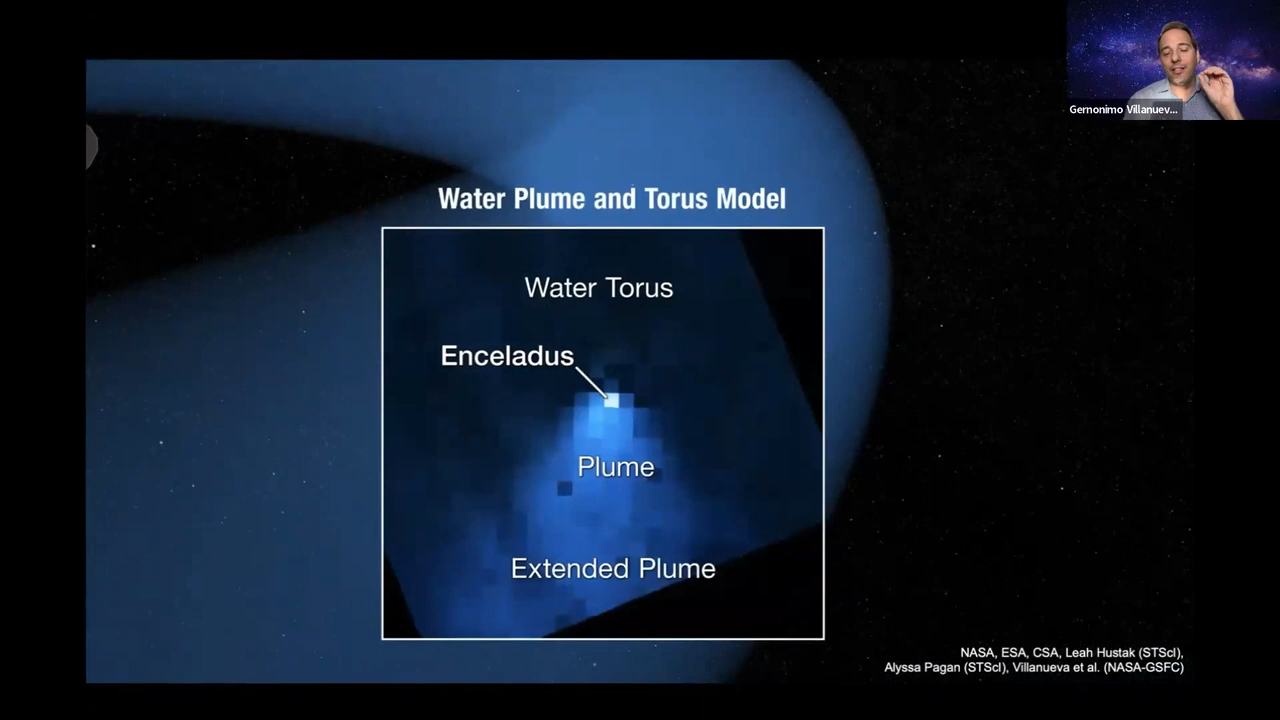 Gernonimo Villanuev...
Water Plume and Torus Model
Water Torus
Enceladus
Plume
Extended Plume
NASA, ESA, CSA, Leah Hustak (STScI),
Alyssa Pagan (STScI), Villanueva et al. (NASA-GSFC)